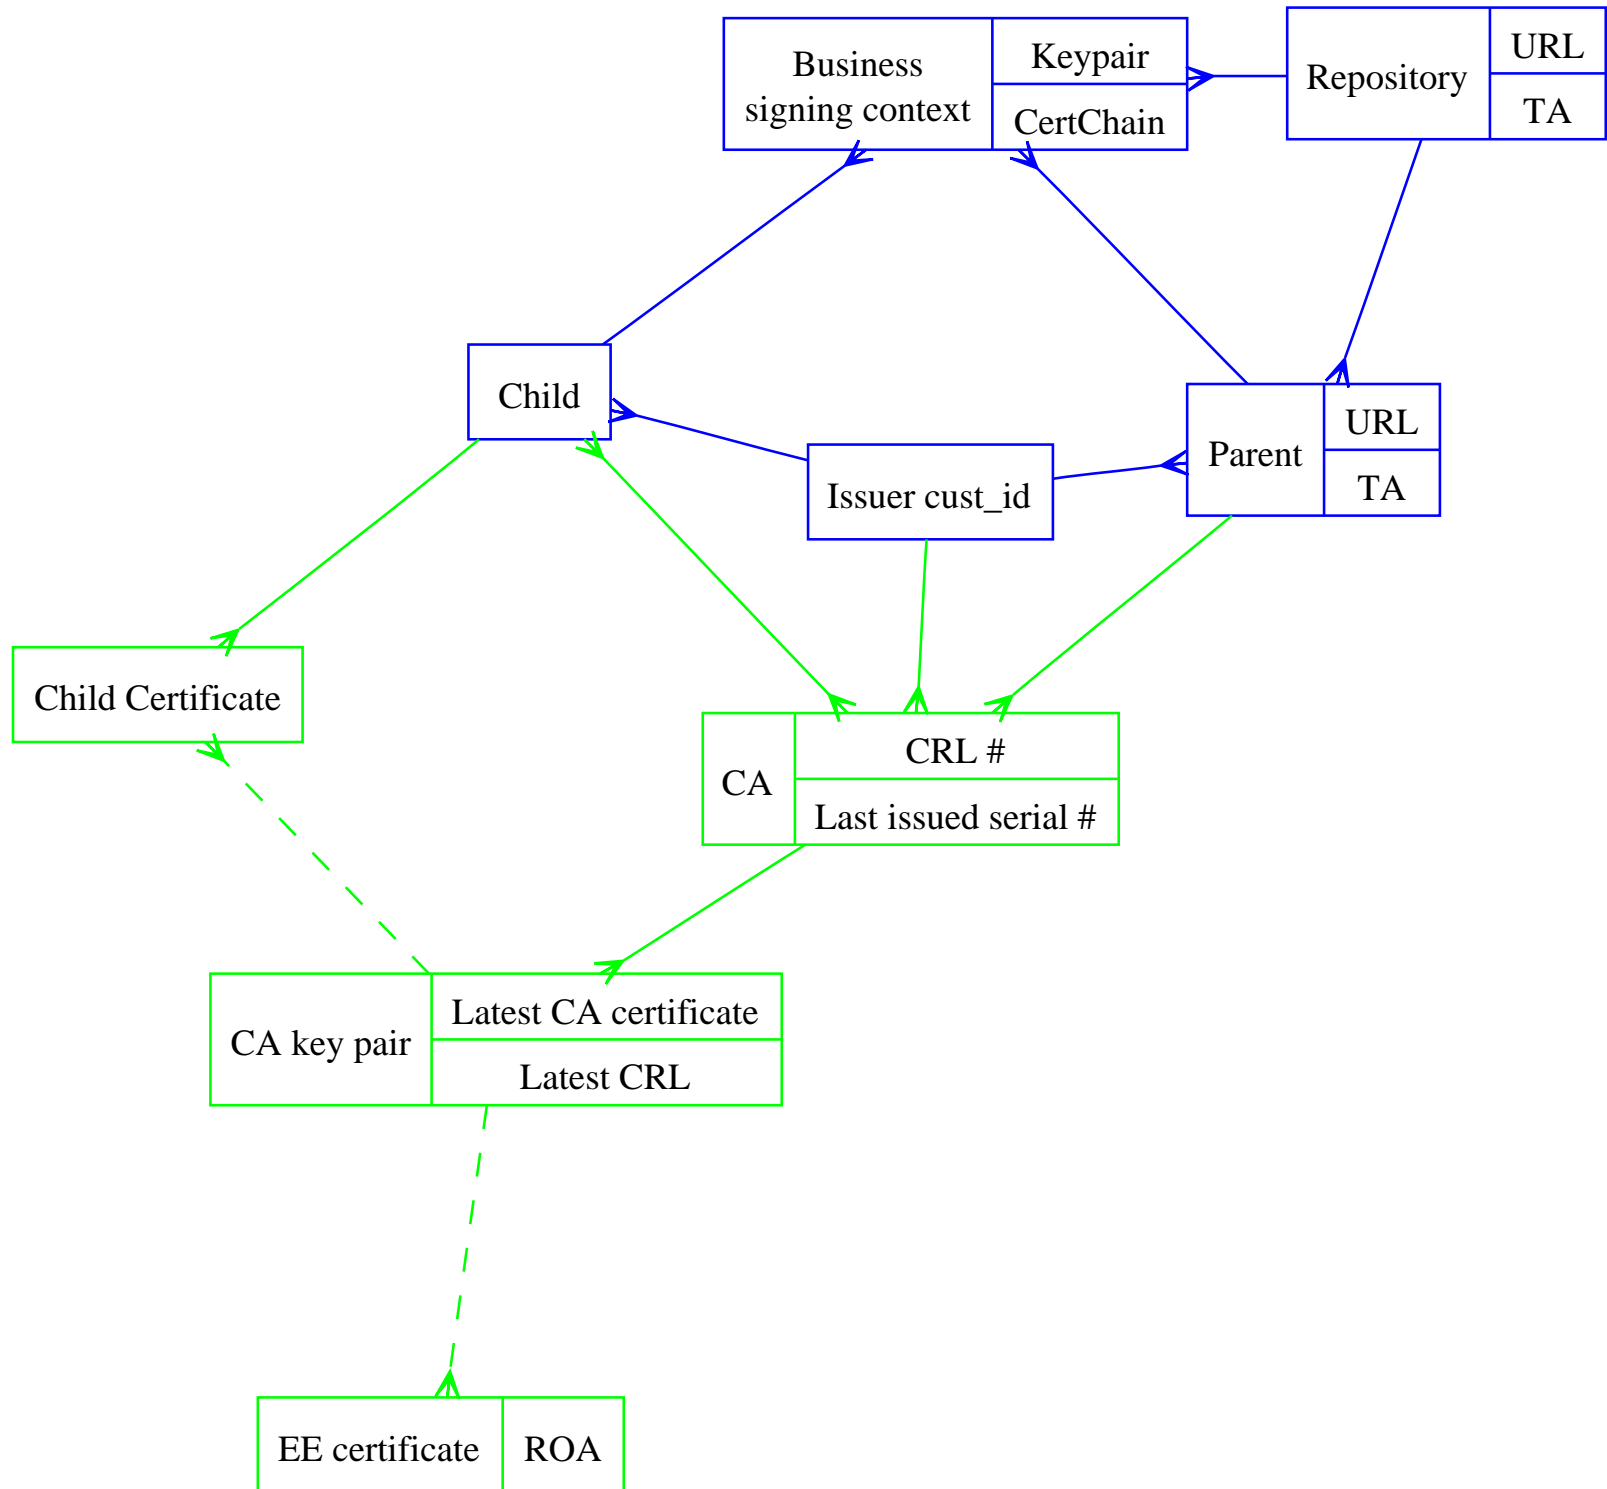 Business
signing context
Keypair
CertChain
Repository
URL
TA
Child
Issuer cust_id
Parent
URL
TA
Child Certificate
CA
CRL #
Last issued serial #
CA key pair
Latest CA certificate
Latest CRL
EE certificate
ROA